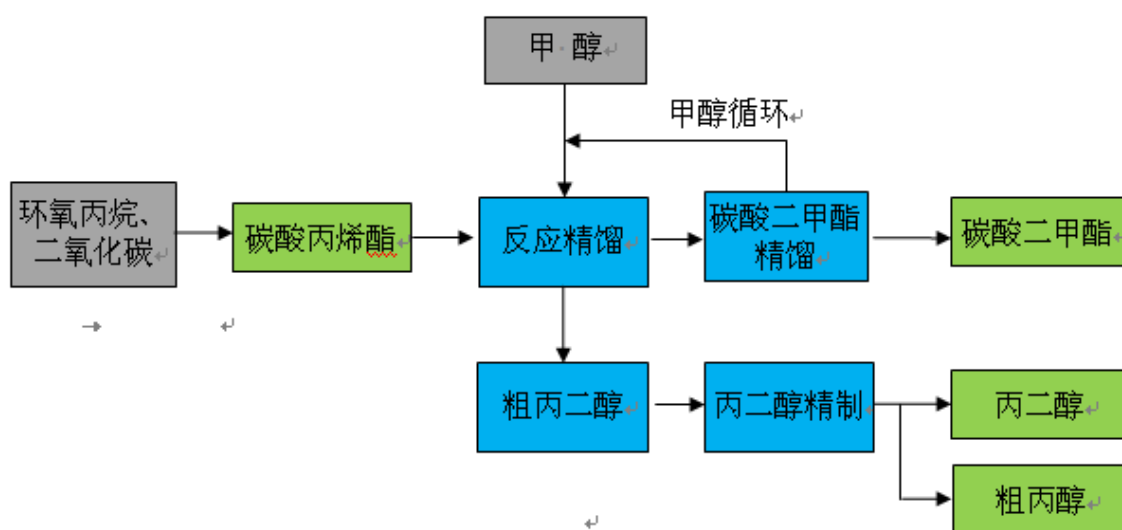 甲 醇
甲醇循环
环氧丙烷、
二氧化碳
碳酸丙烯酯
反应精馏
碳酸二甲酯
精馏
碳酸二甲酯
粗丙二醇
丙二醇精制
丙二醇
粗丙醇